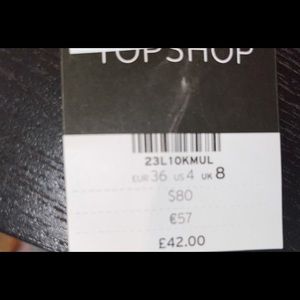 TOPSHOP
23L10KMUL
EUR 36 US 4 UK 8
$80
€57
£42.00